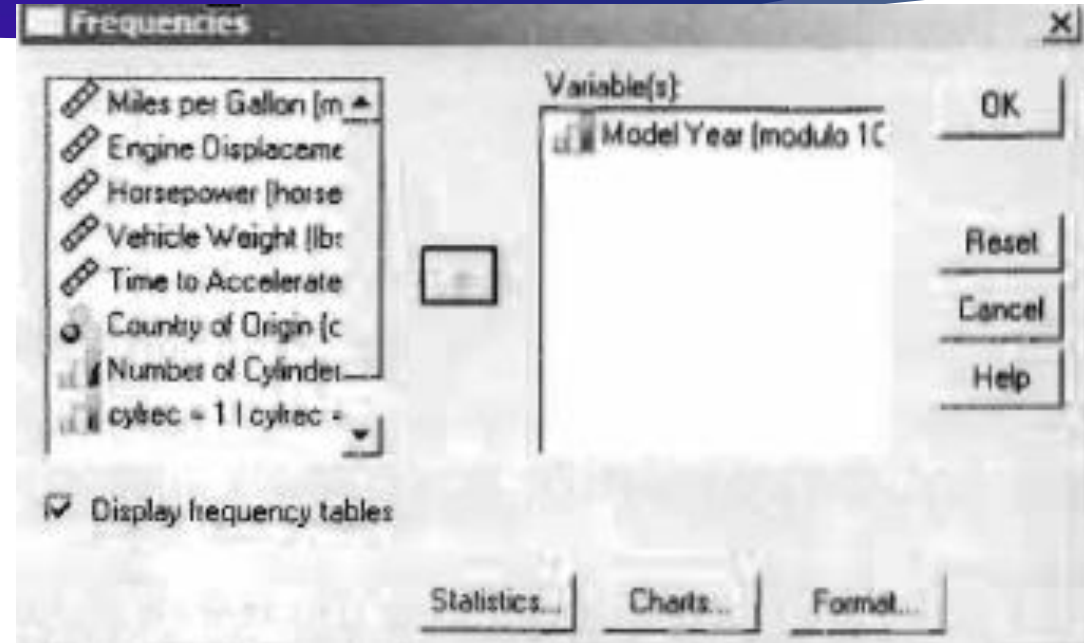 Frequencies
Miles per Gallon [m
Engine Displaceme
Horsepower [horse
Vehicle Weight (lbs
Time to Accelerate
Country of Origin [c
Number of Cylinder
cylrec = 1 | cylrec =
Display frequency tables
Variable(s):
Model Year (modulo 10
OK
Reset
Cancel
Help
Statistics...
Charts...
Format...